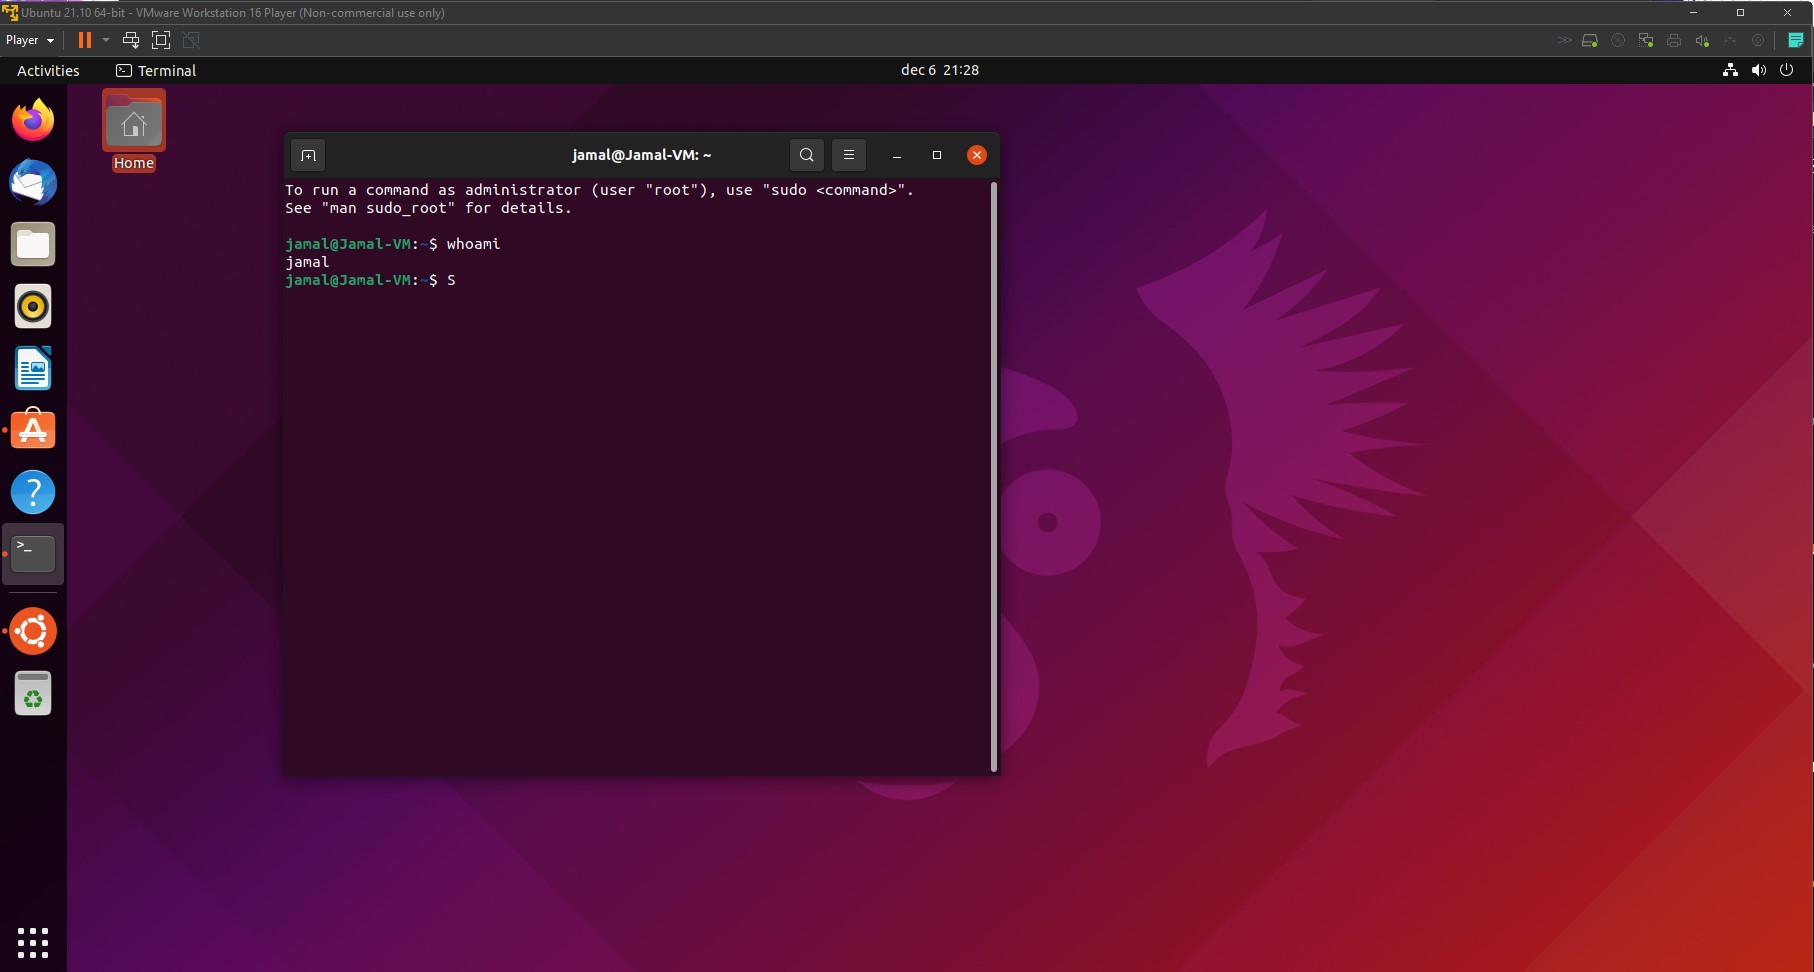 Ubuntu 21.10 64-bit - VMware Workstation 16 Player (Non-commercial use only)
Player
Activities
Terminal
dec 6 21:28
Home
jamal@Jamal-VM: ~
To run a command as administrator (user "root"), use "sudo <command>".
See "man sudo_root" for details.
jamal@Jamal-VM:~$ whoami
jamal
jamal@Jamal-VM:~$ S